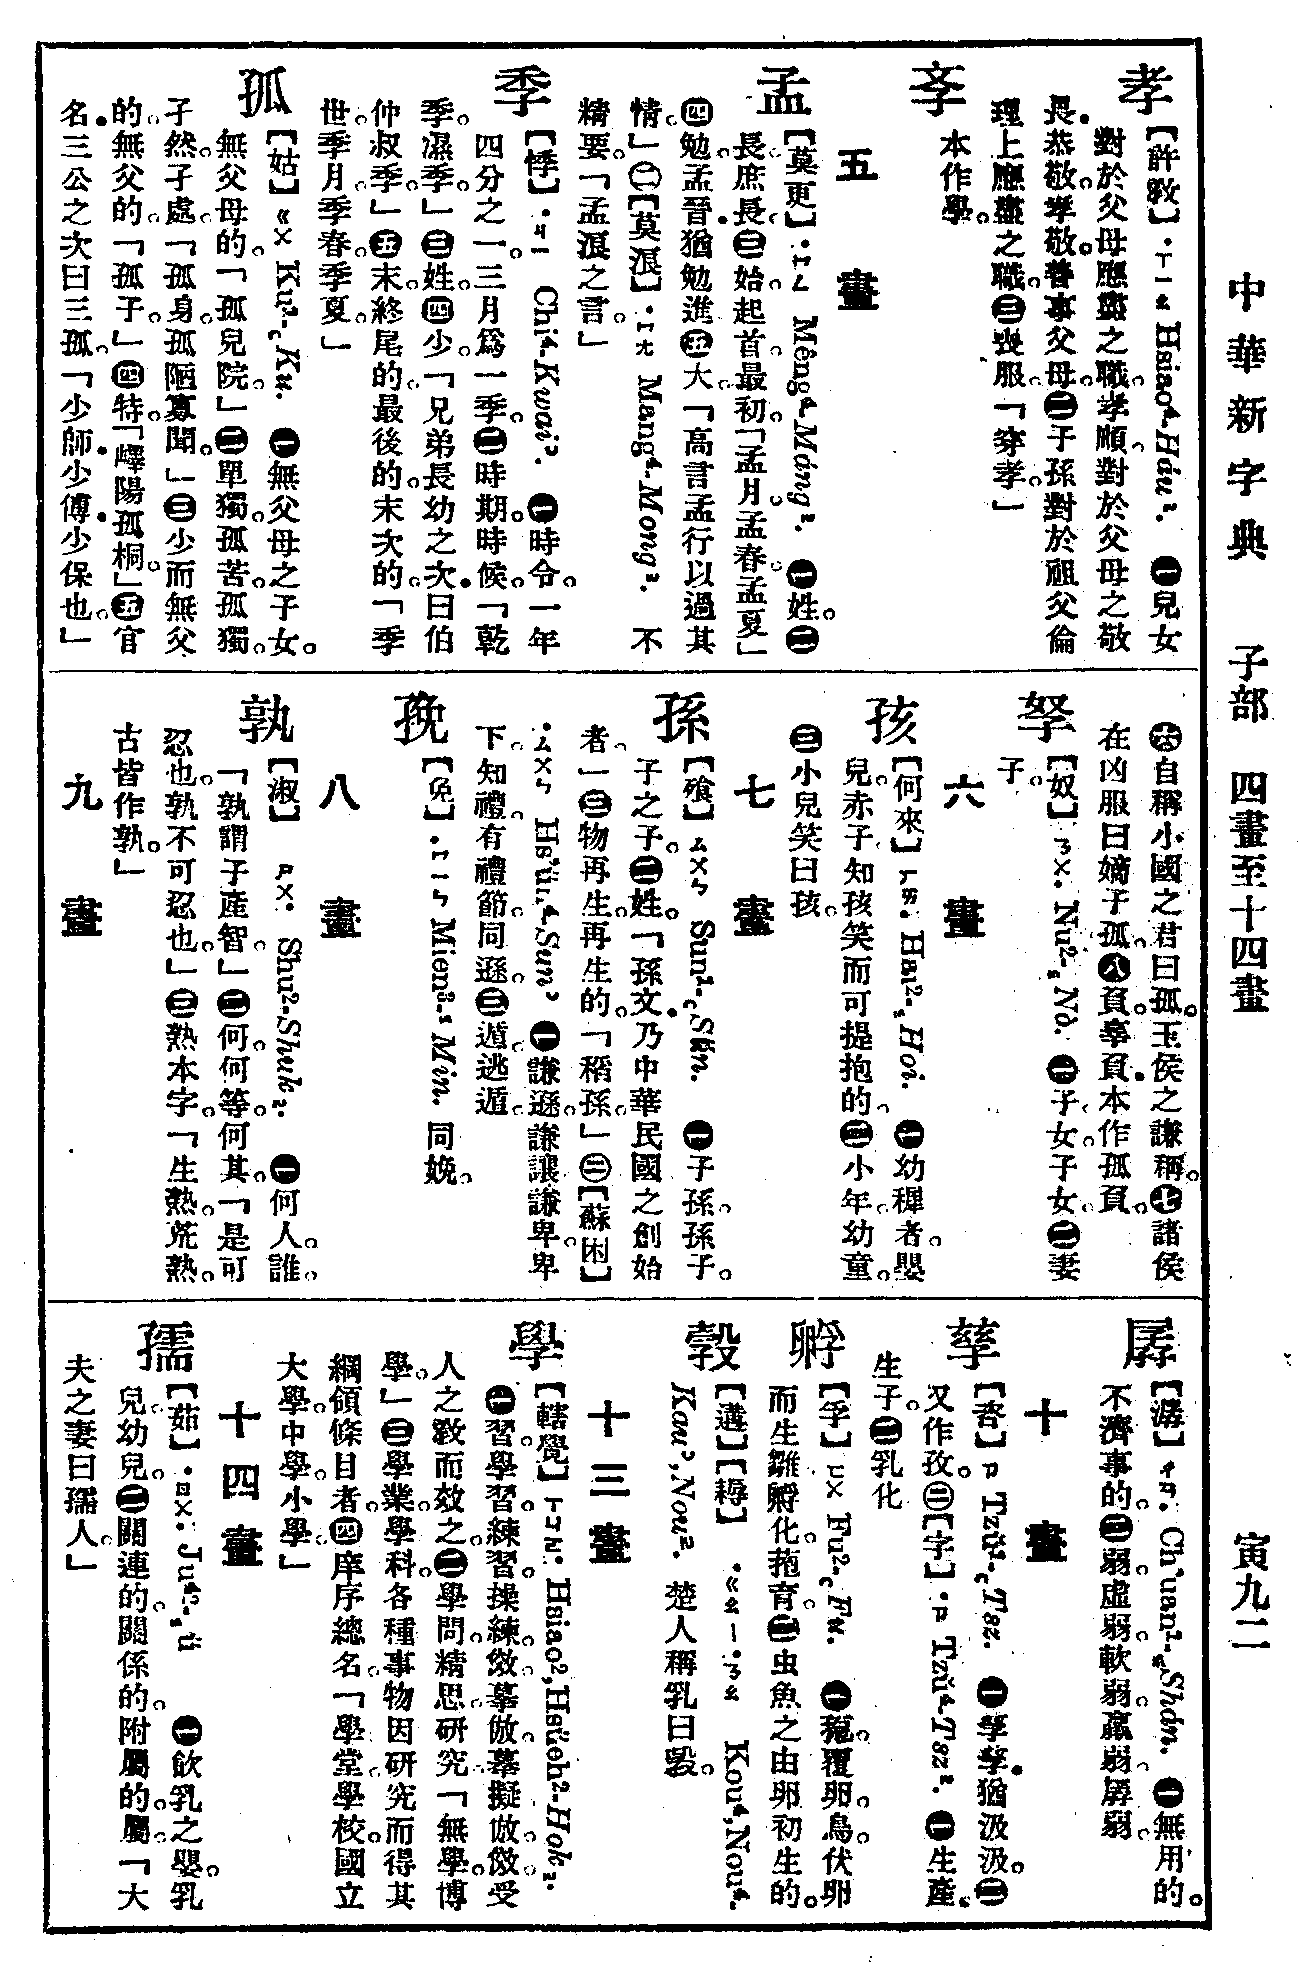 中華新字典　子部　四畫至十四畫　寅九二
孝【許敎】·ㄒㄧㄠ Hsiao⁴-Háu². ㊀兒女
對於父母應盡之職。孝順對於父母之敬
畏。恭敬。孝敬。善事父母。㊁子孫對於祖父倫
理上應盡之職。㊂喪服「穿孝。」
斈 本作學。
五畫
孟【莫更】·ㄇㄥ Mêng⁴-Máng². ㊀姓。㊁
長。庶長。㊂始起首。最初。「孟月孟春。孟夏」
㊃勉。孟晉。猶勉進㊄大。「高言孟行以過其
情。」㊁【莫浪】·ㄇㄤ Mang⁴-Mong². 不
精要。「孟浪之言。」
季【悸】·ㄐㄧ Chi⁴-Kwai³. ㊀時令。一年
四分之一。三月爲一季。㊁時期。時候。「乾
季。濕季。」㊂姓。㊃少。「兄弟長幼之次。曰伯
仲叔季。」㊄末。終尾的。最後的。末次的。「季
世。季月。季春。季夏。」
孤【姑】ㄍㄨ Ku¹-Ku. ㊀無父母之子女。
無父母的。「孤兒院。」㊁單獨。孤苦。孤獨。
孑然。孑處。「孤身。孤陋寡聞。」㊂少而無父
的。無父的。「孤子。」㊃特。「嶧陽孤桐。」㊄官
名。三公之次曰三孤。「少師。少傅。少保也。」
㊅自稱小國之君曰孤。王侯之謙稱。㊆諸侯
在凶服曰嫡子孤。㊇負。辜負。本作孤負。
孥【奴】ㄋㄨ· Nu²-Nò. ㊀子女。子女。㊁妻
子。
六畫
孩【何來】ㄏㄞ· Hai²-Hoi. ㊀幼穉者。嬰
兒。赤子。知孩笑而可提抱的。㊁小年。幼童。
㊂小兒笑曰孩。
七畫
孫【飱】ㄙㄨㄣ Sun¹-Sün. ㊀子孫。孫子。
子之子。㊁姓。「孫文。乃中華民國之創始
者。」㊂物再生。再生的。「稻孫。」㊁【蘇困】
·ㄙㄨㄣ Hsün⁴-Sun³ ㊀謙遜。謙讓謙卑。卑
下。知禮。有禮節。同遜。㊁遁。逃遁。
㝃【免】·ㄇㄧㄣ Mien³-Min. 同娩。
八畫
孰【淑】ㄕㄨ· Shu²-Shuk₂. ㊀何人。誰。
「孰謂子產智。」㊁何。何等。何其。「是可
忍也。孰不可忍也。」㊂熟本字。「生熟。荒熟。
古皆作孰。」
九畫
孱【潺】ㄔㄢ· Ch'uan²-Shán. ㊀無用的。
不濟事的。㊁弱。虛弱。軟弱。羸弱。孱弱。
十畫
孳【咨】ㄗ Tzŭ¹-Tsz. ㊀孳孳。猶汲汲。㊁
又作孜。㊁【字】·ㄗ Tzŭ⁴-Tsz². ㊀生產。
生子。㊁乳化
孵【孚】ㄈㄨ Fu²-Fu. ㊀菢。覆卵。鳥。伏卵
而生雛。孵化。菢育。㊁虫魚之由卵初生的。
㝅【遘】【耨】·ㄍㄡㄧ·ㄋㄡ Kou⁴,Nou⁴.
Kau³,Nou². 楚人稱乳曰㝅。
十三畫
學【轄覺】ㄒㄩㄝ· Hsiao²,Hsüeh²-Hok₂.
㊀習。學習。練習。操練。效。摹倣。摹擬。倣傚。受
人之敎而效之。㊁學問。精思研究。「無學。博
學」㊂學業。學科。各種事物因研究而得其
綱領條目者。㊃庠序總名。「學堂。學校。國立
大學。中學。小學。」
十四畫
孺【茹】·ㄖㄨ· Ju⁴-ü ㊀飲乳之嬰。乳
兒。幼兒。㊁關連的。關係的。附屬的。屬。「大
夫之妻曰孺人。」